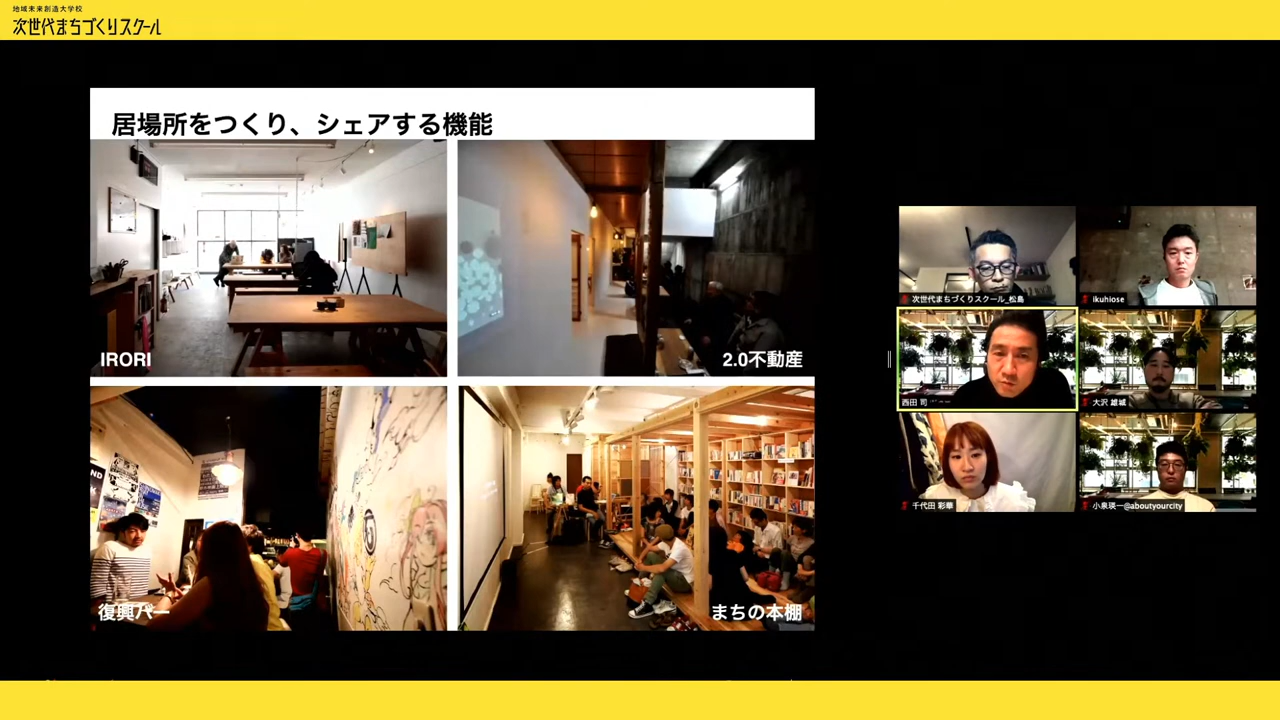 地域未来創造大学校
次世代まちづくりスクール
居場所をつくり、シェアする機能
IRORI
2.0不動産
復興バー
まちの本棚
次世代まちづくりスクール_松島
ikuhiose
西田 司
大沢 雄城
千代田 彩華
小泉瑛一@aboutyourcity